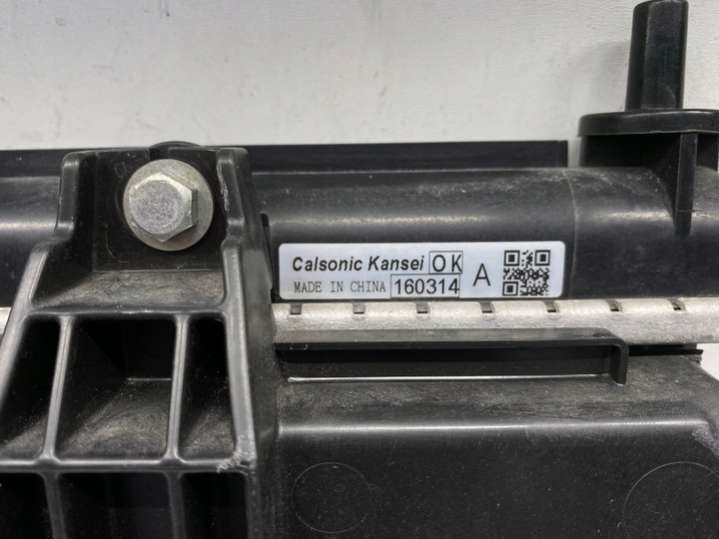 Calsonic Kansei OK
MADE IN CHINA 160314 A